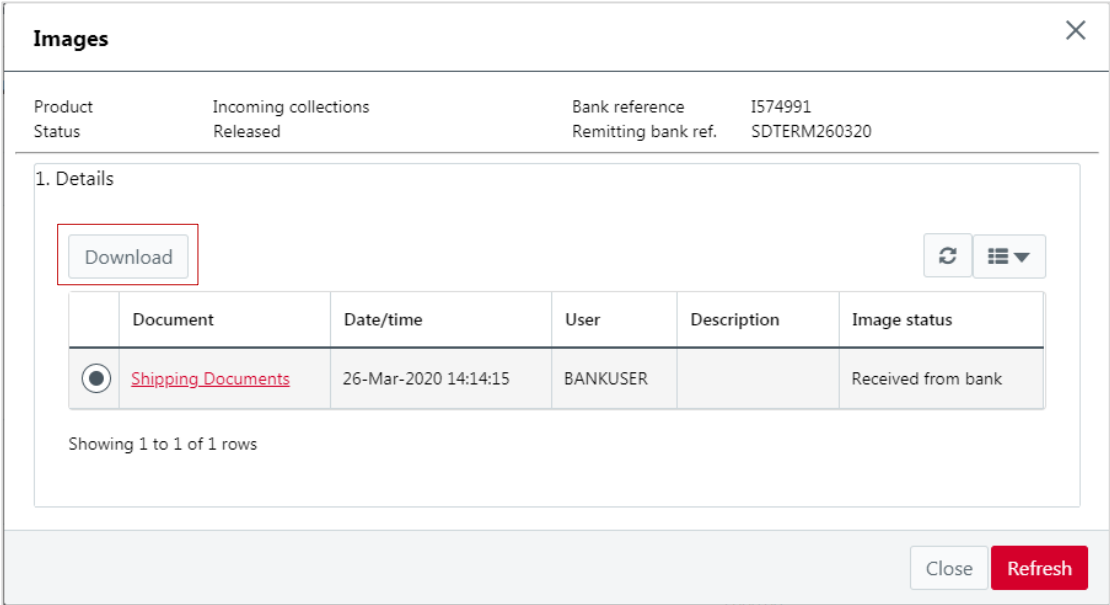 Images
Product Incoming collections Bank reference I574991
Status Released Remitting bank ref. SDTERM260320
1. Details
Download
Document Date/time User Description Image status
Shipping Documents 26-Mar-2020 14:14:15 BANKUSER Received from bank
Showing 1 to 1 of 1 rows
Close Refresh